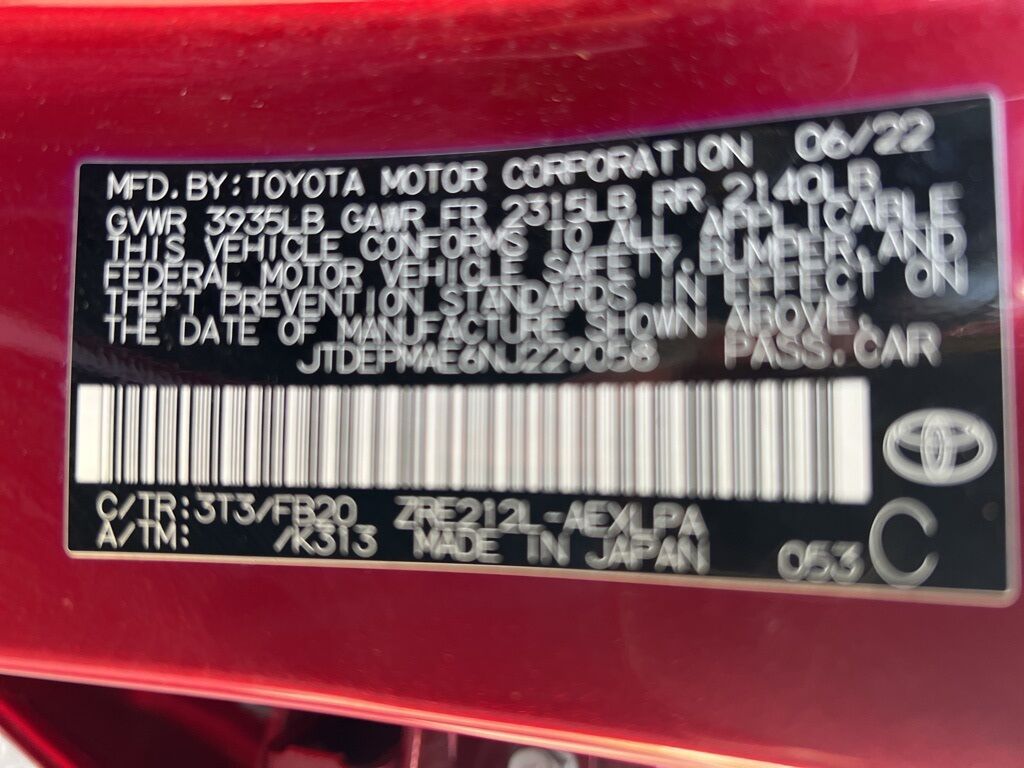 MFD. BY: TOYOTA MOTOR CORPORATION 06/22
GVWR 3935LB GAWR FR 2315LB RR 2140LB
THIS VEHICLE CONFORMS TO ALL APPLICABLE
FEDERAL MOTOR VEHICLE SAFETY, BUMPER, AND
THEFT PREVENTION STANDARDS IN EFFECT ON
THE DATE OF MANUFACTURE SHOWN ABOVE.
JTDEPMAE6NJ229058 PASS. CAR
C/TR: 3T3/FB20 ZRE212L-AEXLPA
A/TM: /K313 MADE IN JAPAN 053 C